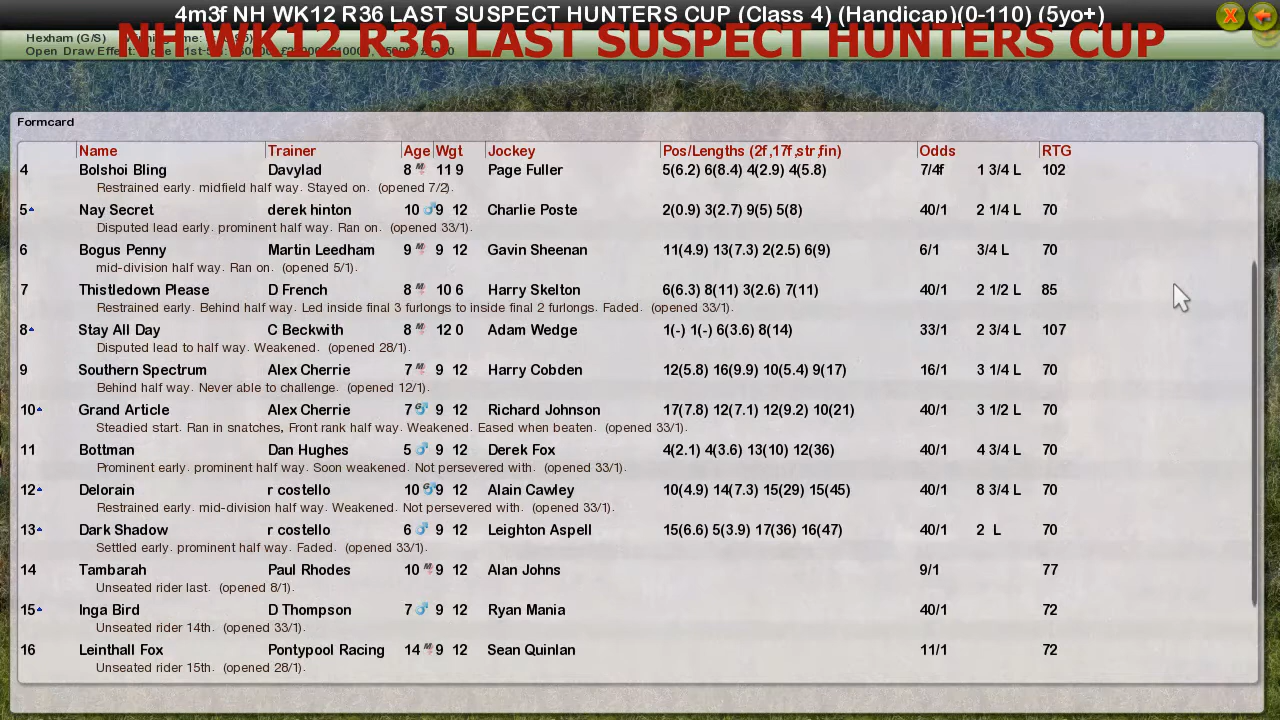 4m3f NH WK12 R36 LAST SUSPECT HUNTERS CUP (Class 4) (Handicap)(0-110) (5yo+)
NH WK12 R36 LAST SUSPECT HUNTERS CUP
Hexham (G/S)
Open Draw Effect:
Formcard
Name Trainer Age Wgt Jockey Pos/Lengths (2f,17f,str,fin) Odds RTG
4 Bolshoi Bling Davylad 8 11 9 Page Fuller 5(6.2) 6(8.4) 4(2.9) 4(5.8) 7/4f 1 3/4 L 102
Restrained early. midfield half way. Stayed on. (opened 7/2).
5 Nay Secret derek hinton 10 9 12 Charlie Poste 2(0.9) 3(2.7) 9(5) 5(8) 40/1 2 1/4 L 70
Disputed lead early. prominent half way. Ran on. (opened 33/1).
6 Bogus Penny Martin Leedham 9 9 12 Gavin Sheenan 11(4.9) 13(7.3) 2(2.5) 6(9) 6/1 3/4 L 70
mid-division half way. Ran on. (opened 5/1).
7 Thistledown Please D French 8 10 6 Harry Skelton 6(6.3) 8(11) 3(2.6) 7(11) 40/1 2 1/2 L 85
Restrained early. Behind half way. Led inside final 3 furlongs to inside final 2 furlongs. Faded. (opened 33/1).
8 Stay All Day C Beckwith 8 12 0 Adam Wedge 1(-) 1(-) 6(3.6) 8(14) 33/1 2 3/4 L 107
Disputed lead to half way. Weakened. (opened 28/1).
9 Southern Spectrum Alex Cherrie 7 9 12 Harry Cobden 12(5.8) 16(9.9) 10(5.4) 9(17) 16/1 3 1/4 L 70
Behind half way. Never able to challenge. (opened 12/1).
10 Grand Article Alex Cherrie 7 9 12 Richard Johnson 17(7.8) 12(7.1) 12(9.2) 10(21) 40/1 3 1/2 L 70
Steadied start. Ran in snatches, Front rank half way. Weakened. Eased when beaten. (opened 33/1).
11 Bottman Dan Hughes 5 9 12 Derek Fox 4(2.1) 4(3.6) 13(10) 12(36) 40/1 4 3/4 L 70
Prominent early. prominent half way. Soon weakened. Not persevered with. (opened 33/1).
12 Delorain r costello 10 9 12 Alain Cawley 10(4.9) 14(7.3) 15(29) 15(45) 40/1 8 3/4 L 70
Restrained early. mid-division half way. Weakened. Not persevered with. (opened 33/1).
13 Dark Shadow r costello 6 9 12 Leighton Aspell 15(6.6) 5(3.9) 17(36) 16(47) 40/1 2 L 70
Settled early. prominent half way. Faded. (opened 33/1).
14 Tambarah Paul Rhodes 10 9 12 Alan Johns 9/1 77
Unseated rider last. (opened 8/1).
15 Inga Bird D Thompson 7 9 12 Ryan Mania 40/1 72
Unseated rider 14th. (opened 33/1).
16 Leinthall Fox Pontypool Racing 14 9 12 Sean Quinlan 11/1 72
Unseated rider 15th. (opened 28/1).